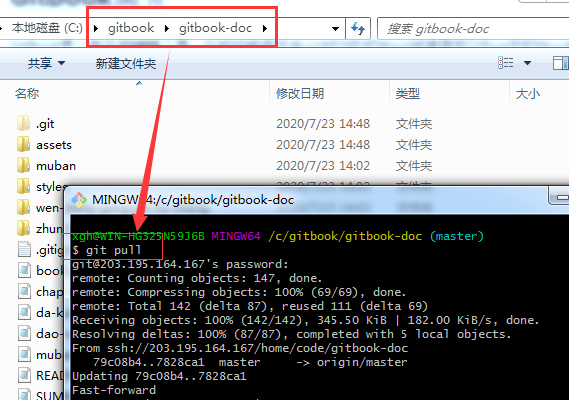 本地磁盘 (C:) gitbook gitbook-doc 搜索 gitbook-doc
共享 新建文件夹
名称 修改日期 类型 大小
.git 2020/7/23 14:48 文件夹
assets 2020/7/23 14:48 文件夹
muban 2020/7/23 14:02 文件夹
styles
wen-
zhun
.gitig
book
chap
da-k
dao-
muba
READ
SUM
MINGW64:/c/gitbook/gitbook-doc
xgh@WIN-HG325N59J6B MINGW64 /c/gitbook/gitbook-doc (master)
$ git pull
git@203.195.164.167's password:
remote: Counting objects: 147, done.
remote: Compressing objects: 100% (69/69), done.
remote: Total 142 (delta 87), reused 111 (delta 69)
Receiving objects: 100% (142/142), 345.50 KiB | 182.00 KiB/s, done.
Resolving deltas: 100% (87/87), completed with 5 local objects.
From ssh://203.195.164.167/home/code/gitbook-doc
79c08b4..7828ca1 master -> origin/master
Updating 79c08b4..7828ca1
Fast-forward